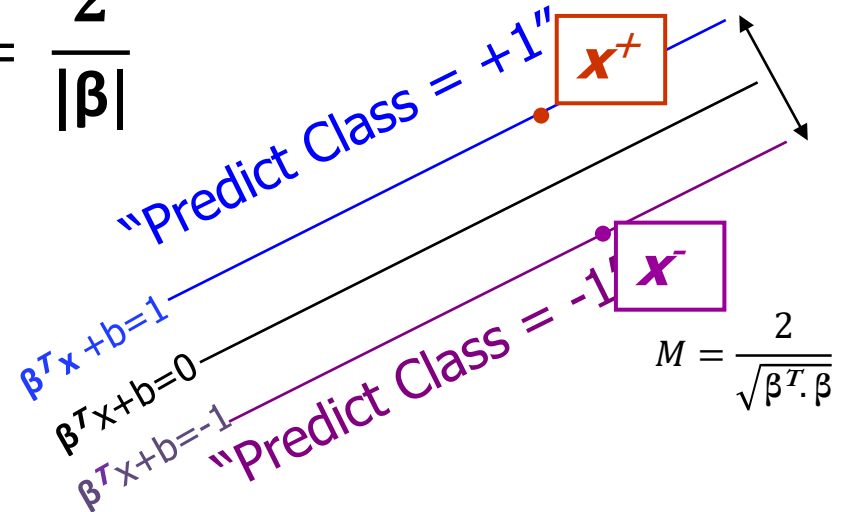 = 2
|β|
“Predict Class = +1”
x⁺
βᵀx +b=1
βᵀx+b=0
βᵀx+b=-1
“Predict Class = -1”
x⁻
M = 2
√βᵀ. β